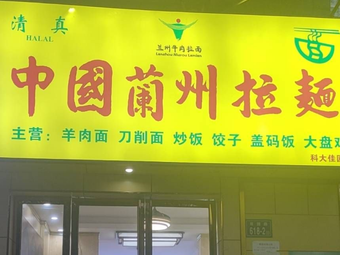 清真
HALAL
兰州牛肉拉面
中國蘭州拉麵
主营：羊肉面 刀削面 炒饭 饺子 盖码饭 大盘鸡
科大佳园